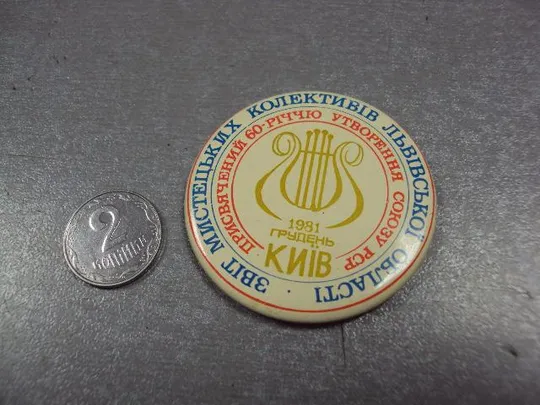 ЗВІТ МИСТЕЦЬКИХ КОЛЕКТИВІВ ЛЬВІВСЬКОЇ ОБЛАСТІ
ПРИСВЯЧЕНИЙ 60-РІЧЧЮ УТВОРЕННЯ СОЮЗУ РСР
1981
ГРУДЕНЬ
КИЇВ
2
КОПІЙКИ